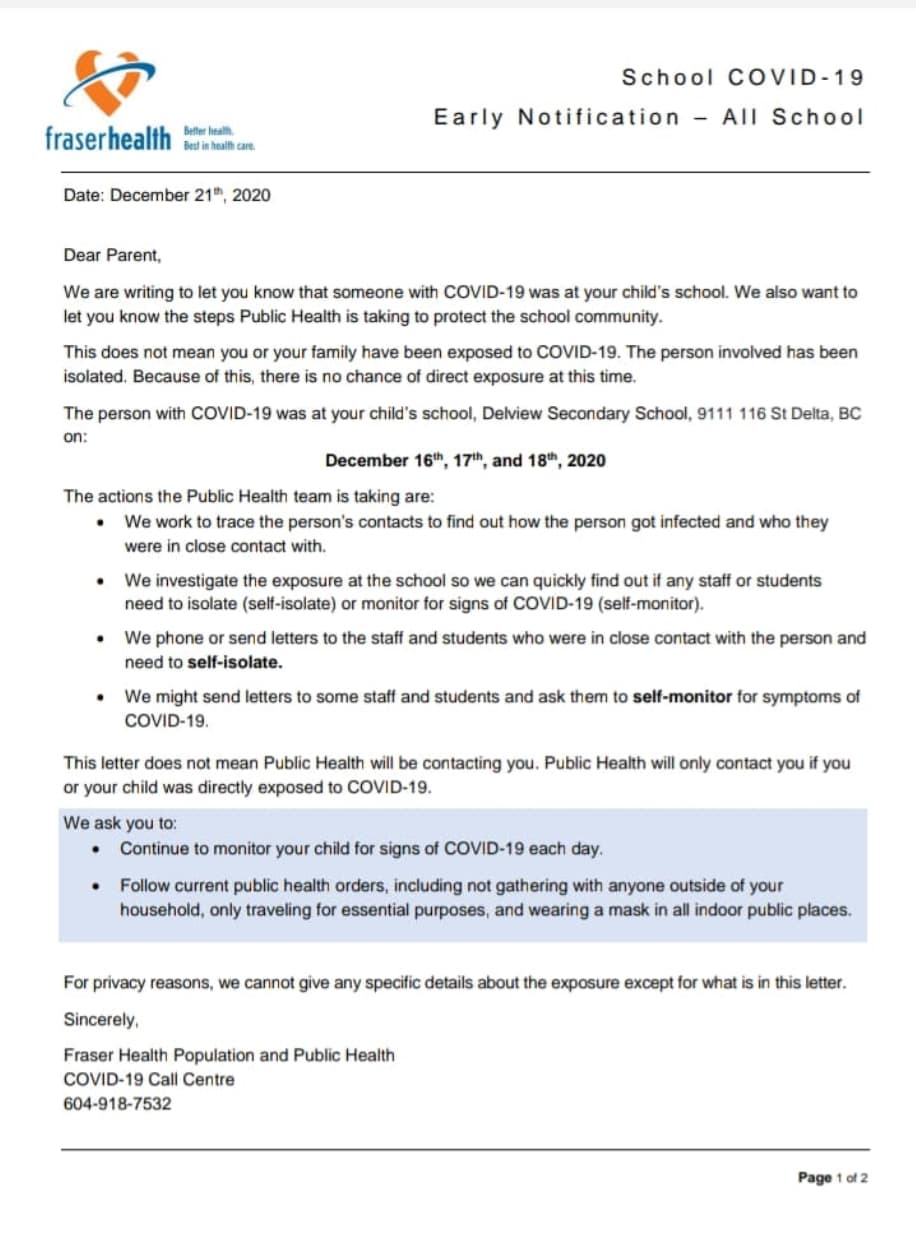 fraserhealth
Better health.
Best in health care.
School COVID-19
Early Notification – All School
Date: December 21th, 2020
Dear Parent,
We are writing to let you know that someone with COVID-19 was at your child's school. We also want to
let you know the steps Public Health is taking to protect the school community.
This does not mean you or your family have been exposed to COVID-19. The person involved has been
isolated. Because of this, there is no chance of direct exposure at this time.
The person with COVID-19 was at your child's school, Delview Secondary School, 9111 116 St Delta, BC
on:
December 16th, 17th, and 18th, 2020
The actions the Public Health team is taking are:
• We work to trace the person's contacts to find out how the person got infected and who they
were in close contact with.
• We investigate the exposure at the school so we can quickly find out if any staff or students
need to isolate (self-isolate) or monitor for signs of COVID-19 (self-monitor).
• We phone or send letters to the staff and students who were in close contact with the person and
need to self-isolate.
• We might send letters to some staff and students and ask them to self-monitor for symptoms of
COVID-19.
This letter does not mean Public Health will be contacting you. Public Health will only contact you if you
or your child was directly exposed to COVID-19.
We ask you to:
• Continue to monitor your child for signs of COVID-19 each day.
• Follow current public health orders, including not gathering with anyone outside of your
household, only traveling for essential purposes, and wearing a mask in all indoor public places.
For privacy reasons, we cannot give any specific details about the exposure except for what is in this letter.
Sincerely,
Fraser Health Population and Public Health
COVID-19 Call Centre
604-918-7532
Page 1 of 2